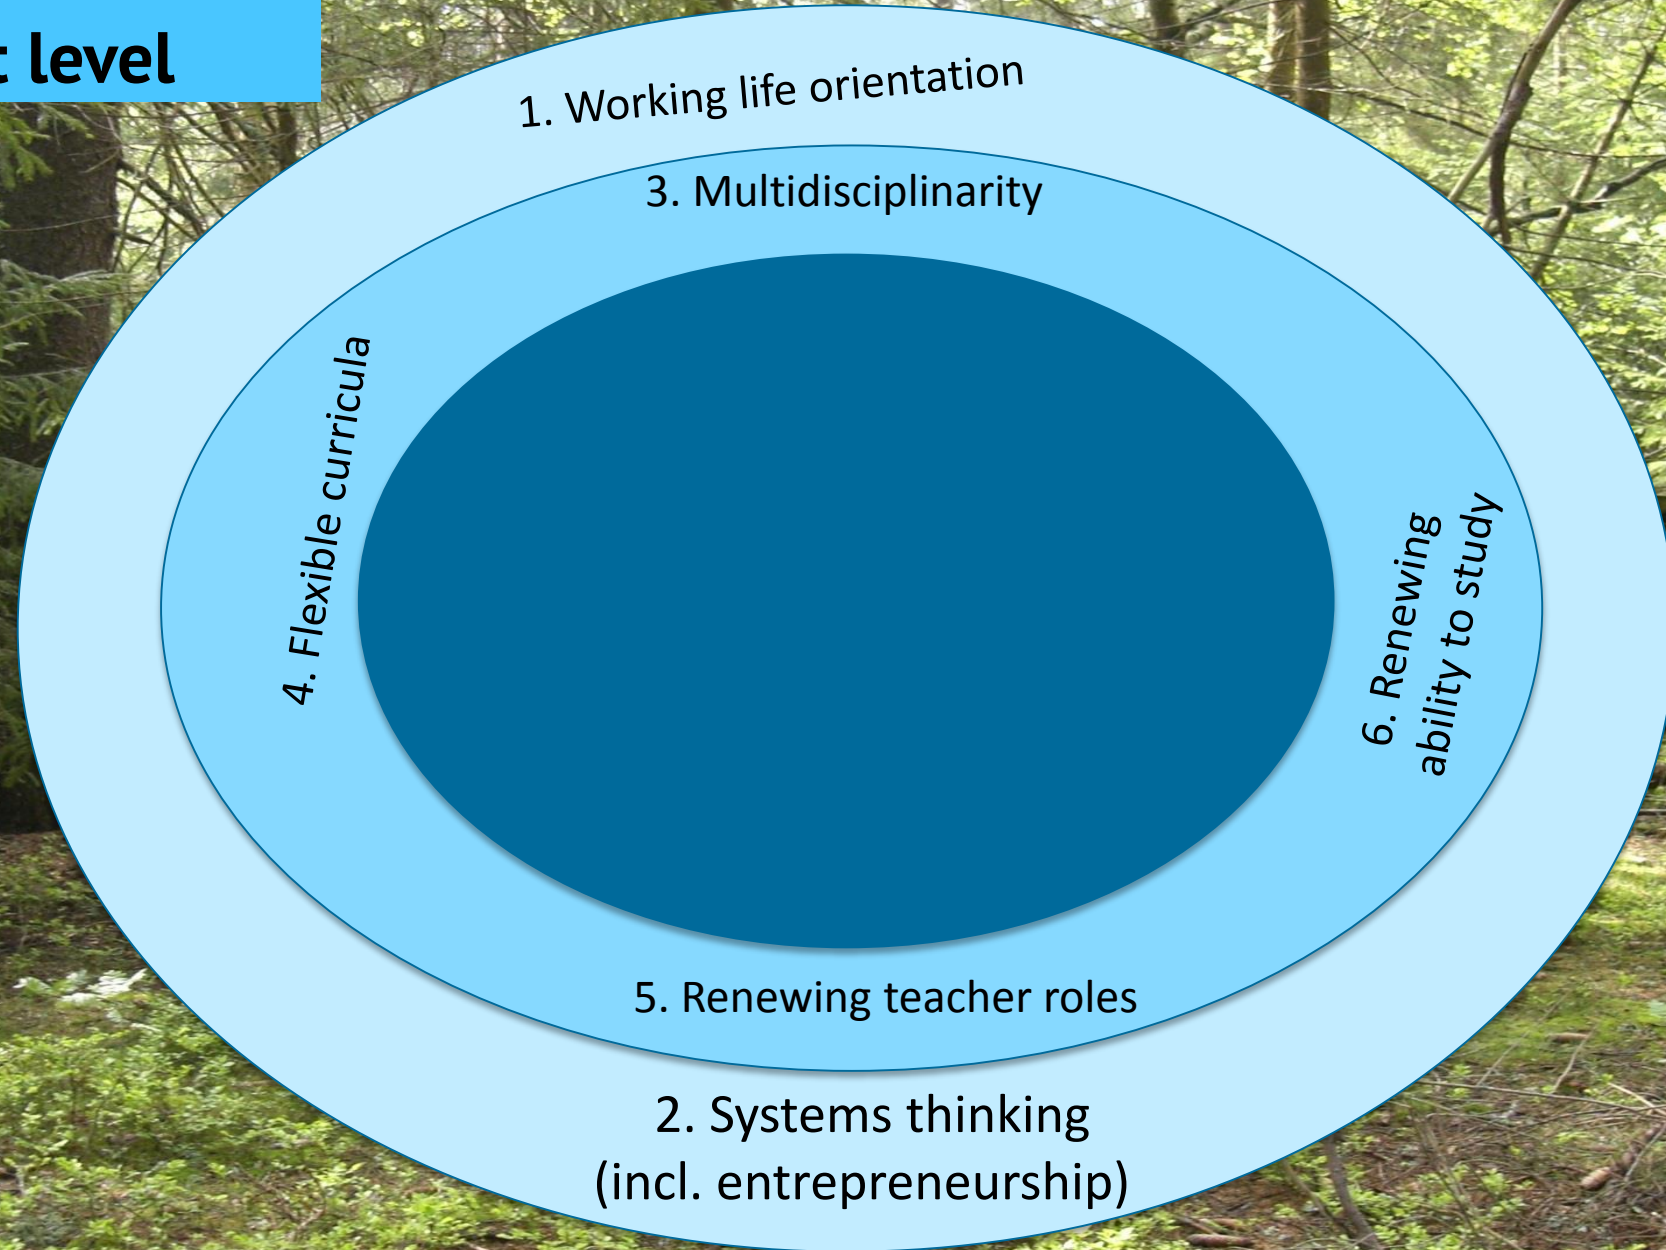 t level
1. Working life orientation
3. Multidisciplinarity
4. Flexible curricula
6. Renewing
ability to study
5. Renewing teacher roles
2. Systems thinking
(incl. entrepreneurship)